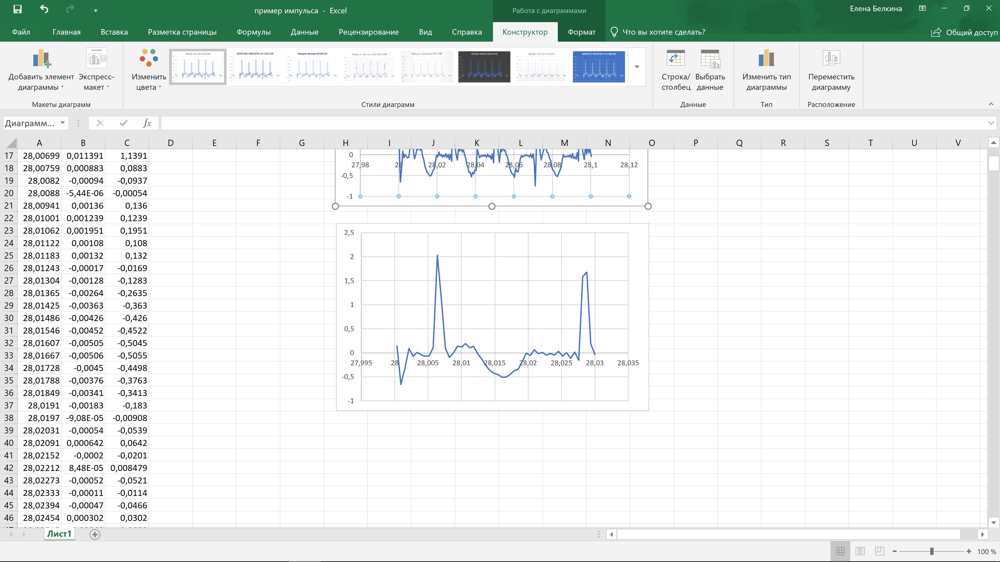 пример импульса - Excel
Работа с диаграммами
Елена Белкина
Файл Главная Вставка Разметка страницы Формулы Данные Рецензирование Вид Справка Конструктор Формат Что вы хотите сделать? Общий доступ
Добавить элемент диаграммы
Экспресс-макет
Изменить цвета
Строка/столбец
Выбрать данные
Изменить тип диаграммы
Переместить диаграмму
Макеты диаграмм Стили диаграмм Данные Тип Расположение
Диаграмм... fx
A B C D E F G H I J K L M N O P Q R S T U V
17 28,00699 0,011391 1,1391
18 28,00759 0,000883 0,0883
19 28,0082 -0,00094 -0,0937
20 28,0088 -5,44E-06 -0,00054
21 28,00941 0,00136 0,136
22 28,01001 0,001239 0,1239
23 28,01062 0,001951 0,1951
24 28,01122 0,00108 0,108
25 28,01183 0,00132 0,132
26 28,01243 -0,00017 -0,0169
27 28,01304 -0,00128 -0,1283
28 28,01365 -0,00264 -0,2635
29 28,01425 -0,00363 -0,363
30 28,01486 -0,00426 -0,426
31 28,01546 -0,00452 -0,4522
32 28,01607 -0,00505 -0,5045
33 28,01667 -0,00506 -0,5055
34 28,01728 -0,0045 -0,4498
35 28,01788 -0,00376 -0,3763
36 28,01849 -0,00341 -0,3413
37 28,0191 -0,00183 -0,183
38 28,0197 -9,08E-05 -0,00908
39 28,02031 -0,00054 -0,0539
40 28,02091 0,000642 0,0642
41 28,02152 -0,0002 -0,0201
42 28,02212 8,48E-05 0,008479
43 28,02273 -0,00052 -0,0521
44 28,02333 -0,00011 -0,0114
45 28,02394 -0,00047 -0,0466
46 28,02454 0,000302 0,0302
0
27,98 28 28,02 28,04 28,06 28,08 28,1 28,12
-0,5
-1
2,5
2
1,5
1
0,5
0
27,995 28 28,005 28,01 28,015 28,02 28,025 28,03 28,035
-0,5
-1
Лист1
100 %